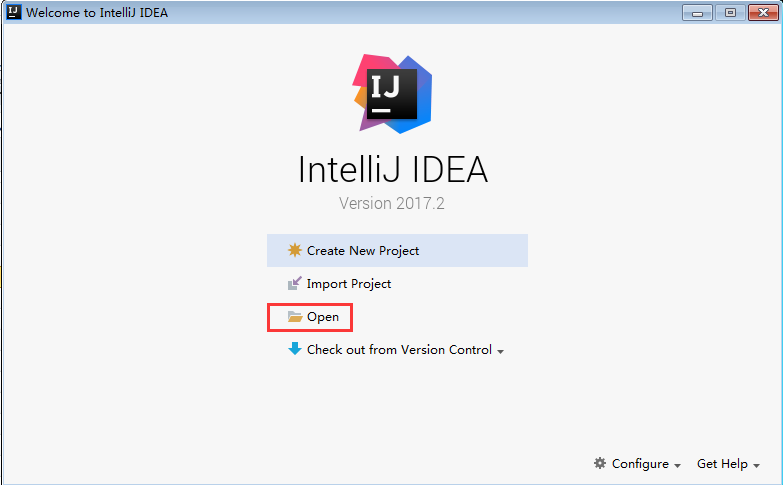 Welcome to IntelliJ IDEA
IJ
IntelliJ IDEA
Version 2017.2
Create New Project
Import Project
Open
Check out from Version Control
Configure
Get Help